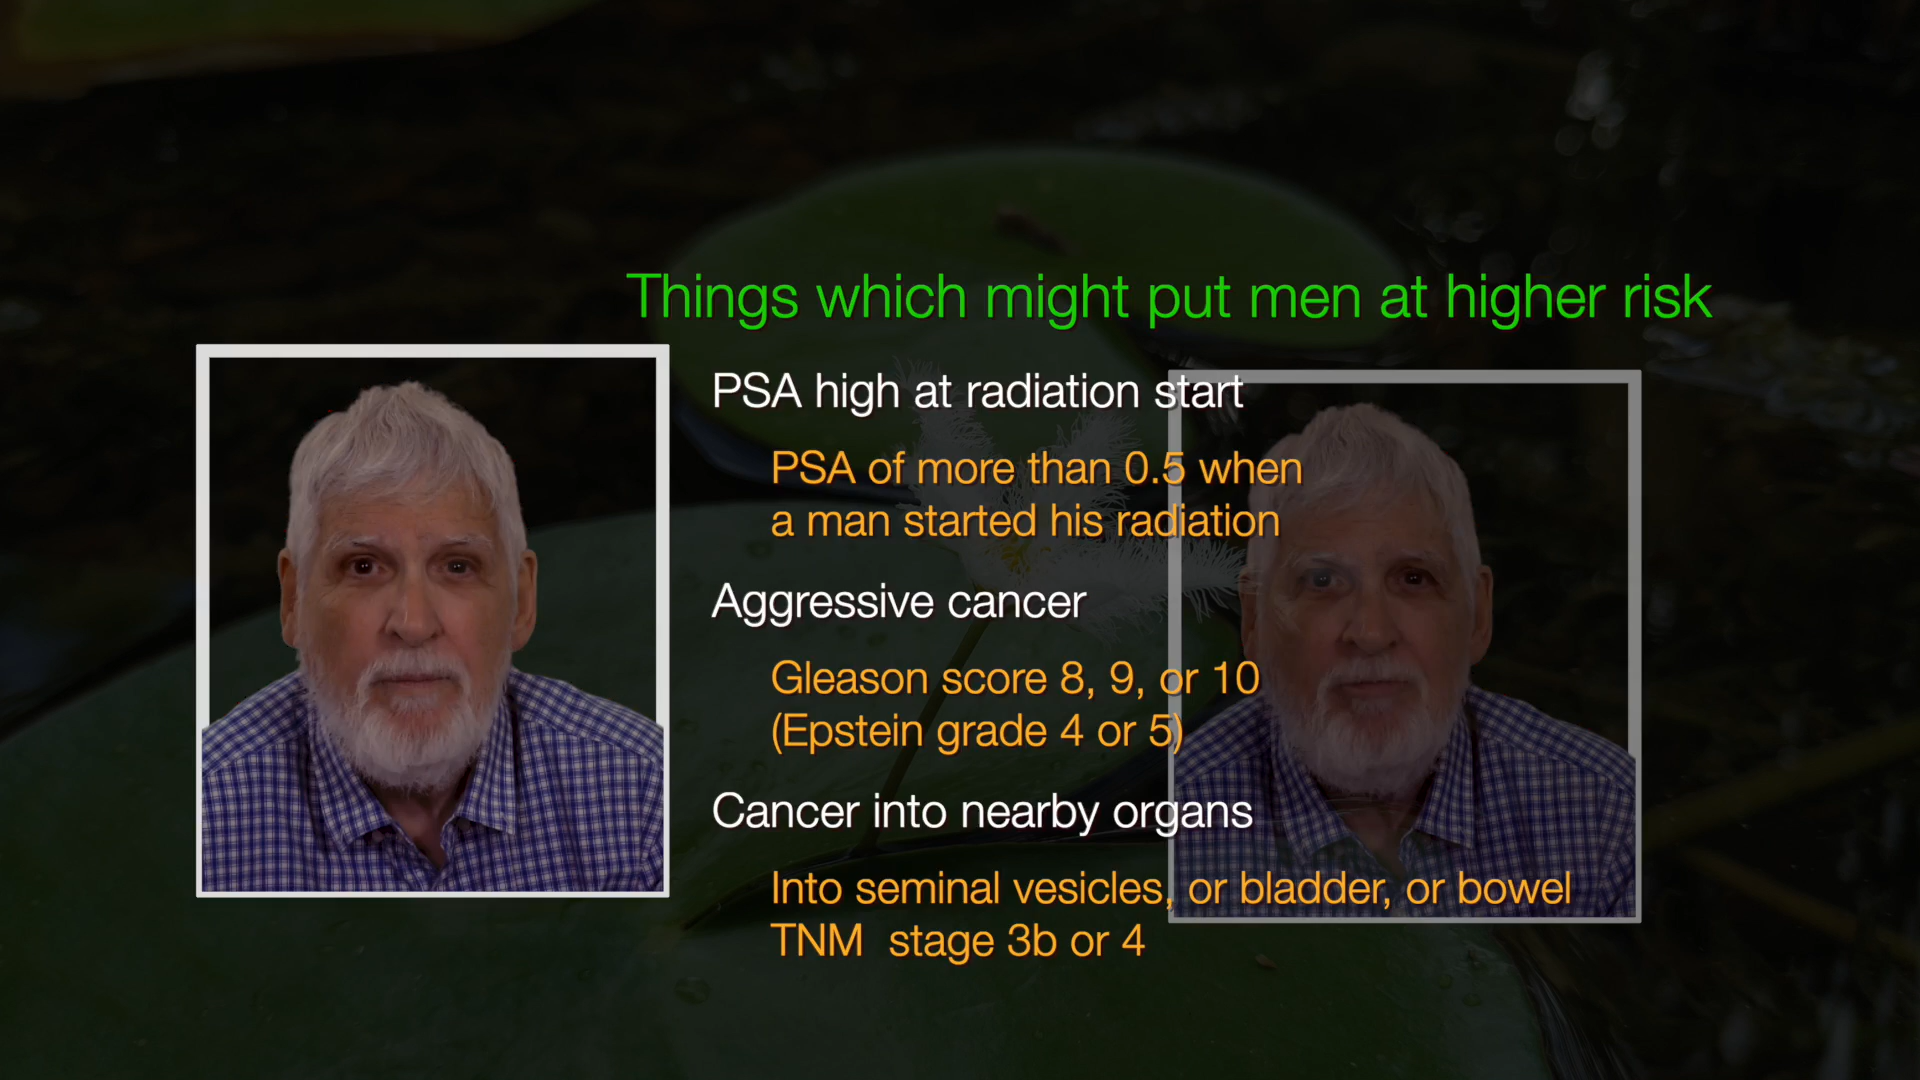 Things which might put men at higher risk
PSA high at radiation start
PSA of more than 0.5 when
a man started his radiation
Aggressive cancer
Gleason score 8, 9, or 10
(Epstein grade 4 or 5)
Cancer into nearby organs
Into seminal vesicles, or bladder, or bowel
TNM stage 3b or 4